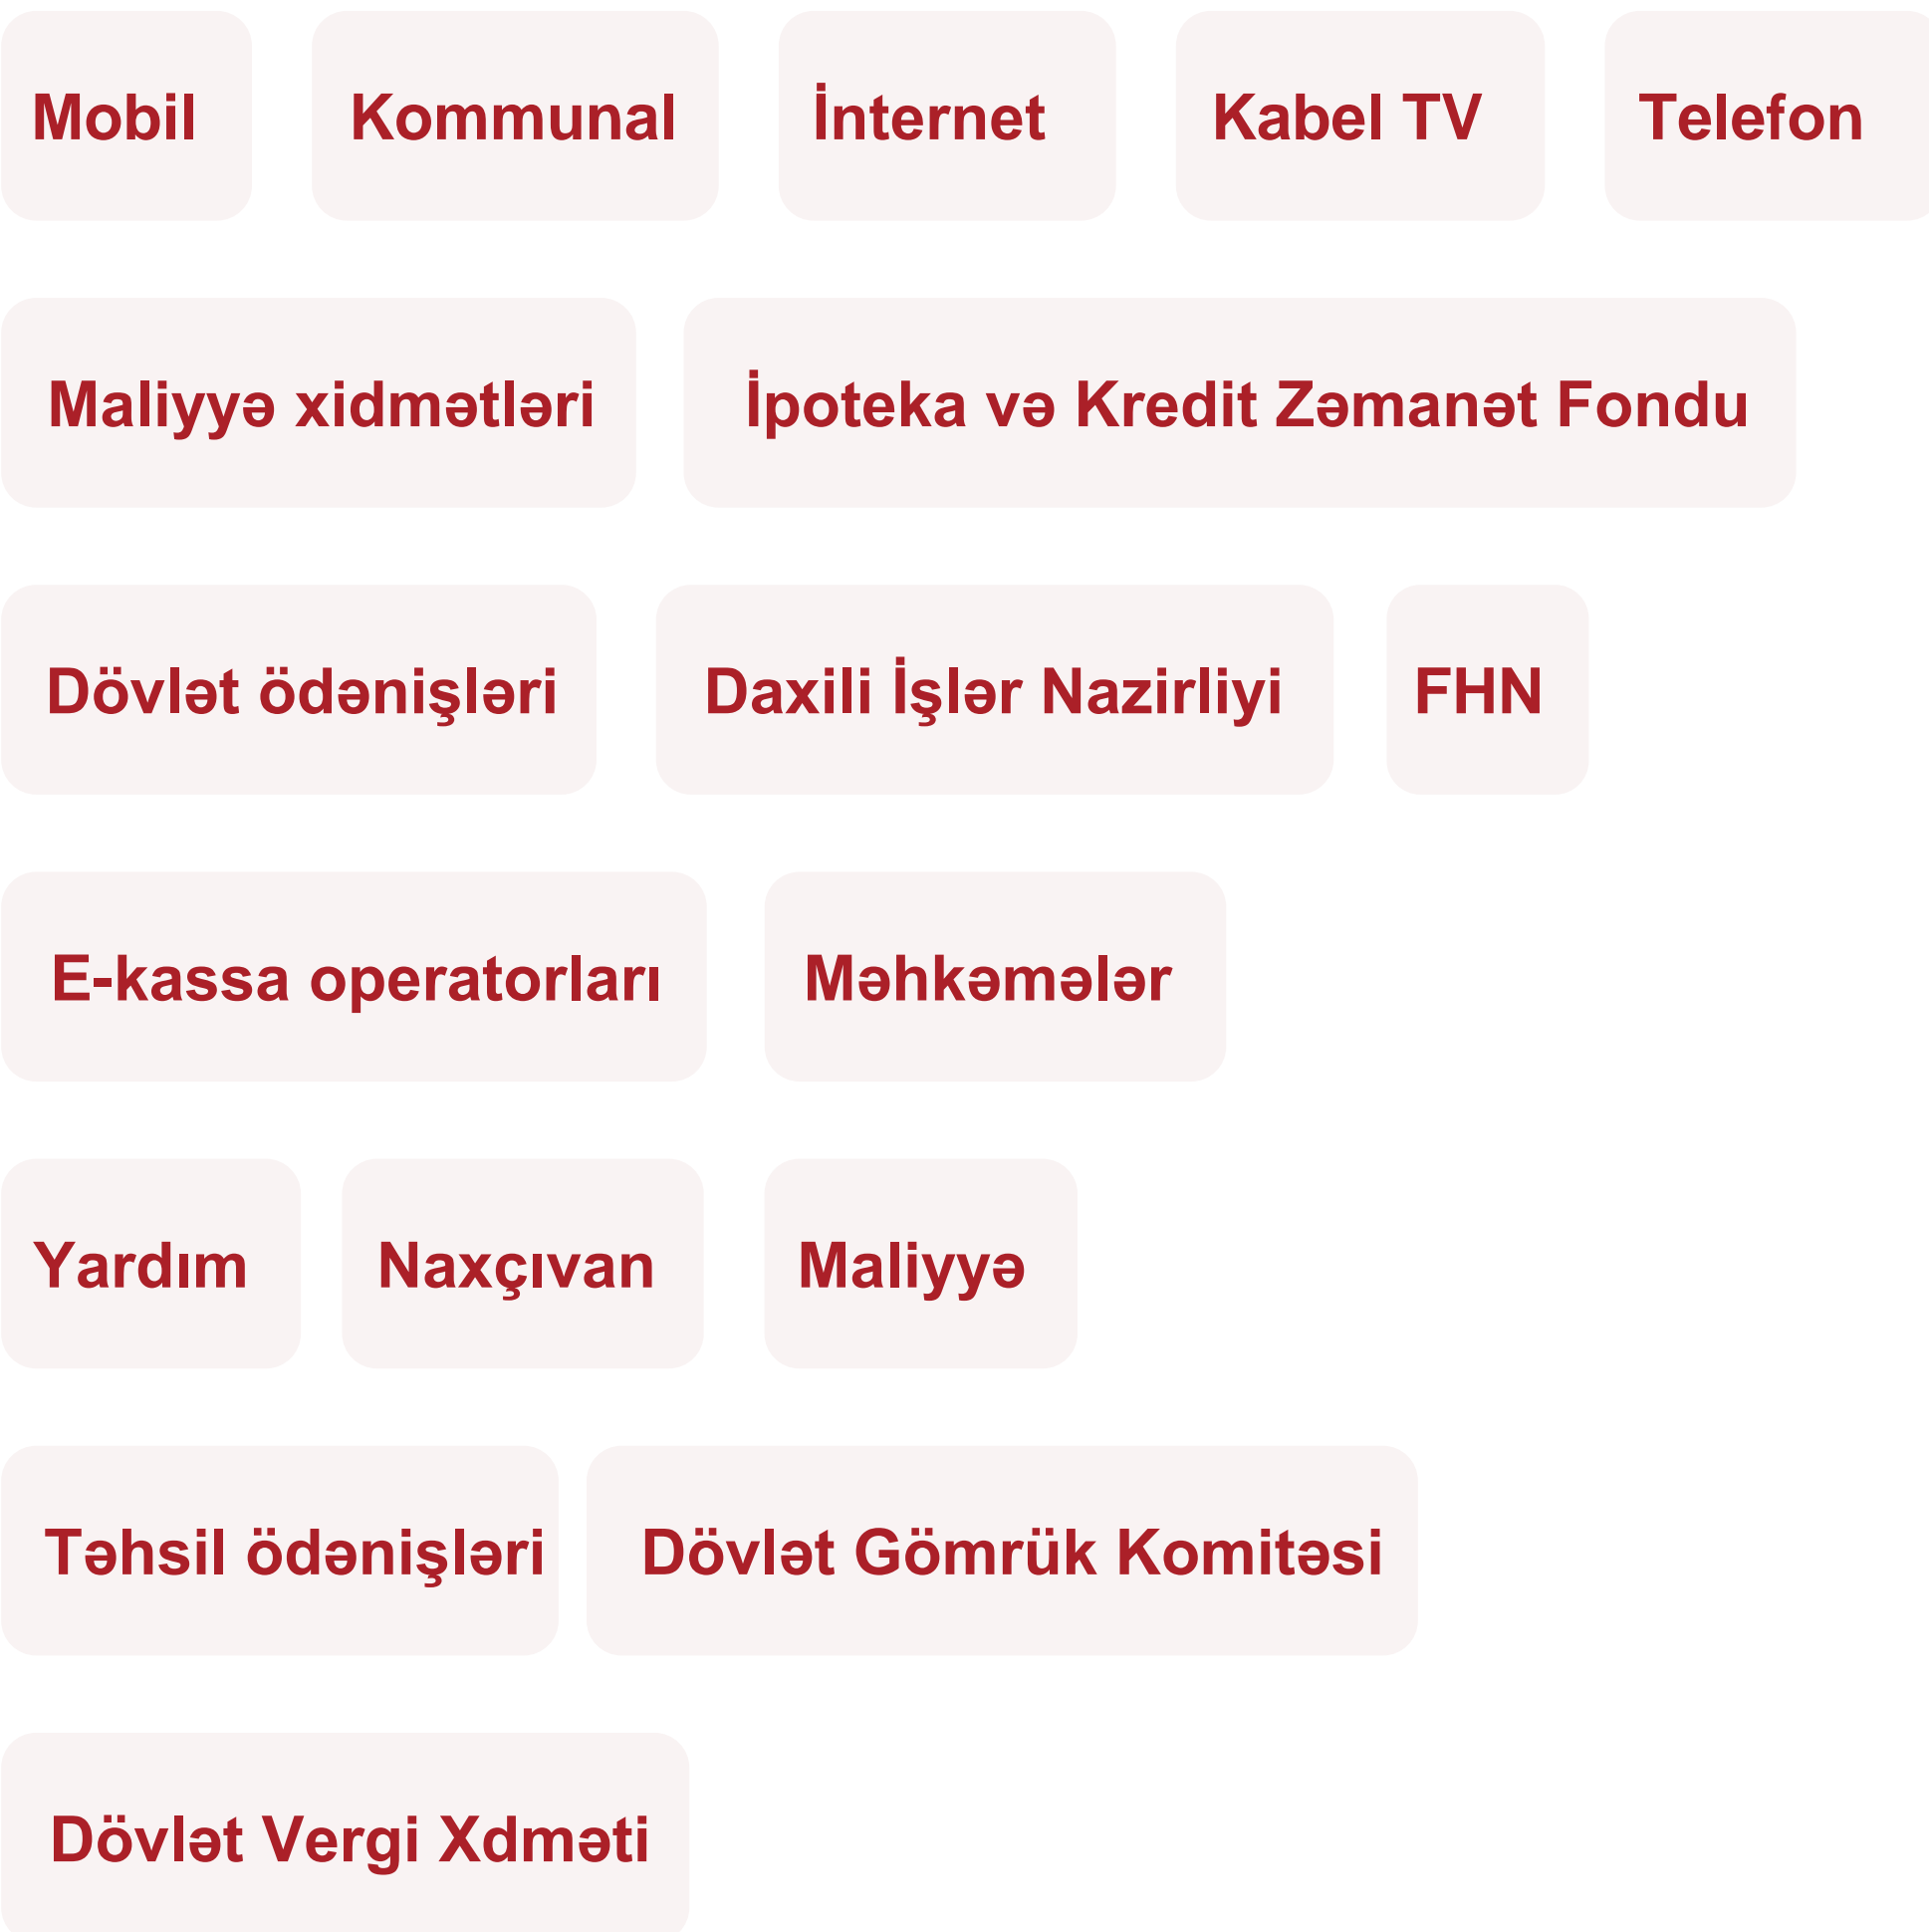 Mobil Kommunal İnternet Kabel TV Telefon
Maliyyə xidmətləri İpoteka və Kredit Zəmanət Fondu
Dövlət ödənişləri Daxili İşlər Nazirliyi FHN
E-kassa operatorları Məhkəmələr
Yardım Naxçıvan Maliyyə
Təhsil ödənişləri Dövlət Gömrük Komitəsi
Dövlət Vergi Xdməti